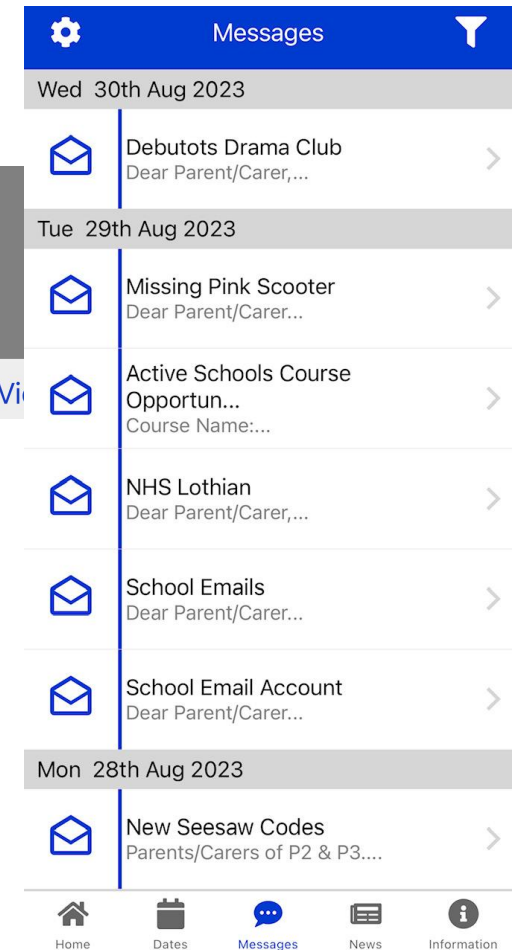 Messages
Wed 30th Aug 2023
Debutots Drama Club
Dear Parent/Carer,...
Tue 29th Aug 2023
Missing Pink Scooter
Dear Parent/Carer...
Active Schools Course
Opportun...
Course Name:...
NHS Lothian
Dear Parent/Carer,...
School Emails
Dear Parent/Carer...
School Email Account
Dear Parent/Carer...
Mon 28th Aug 2023
New Seesaw Codes
Parents/Carers of P2 & P3....
Home Dates Messages News Information